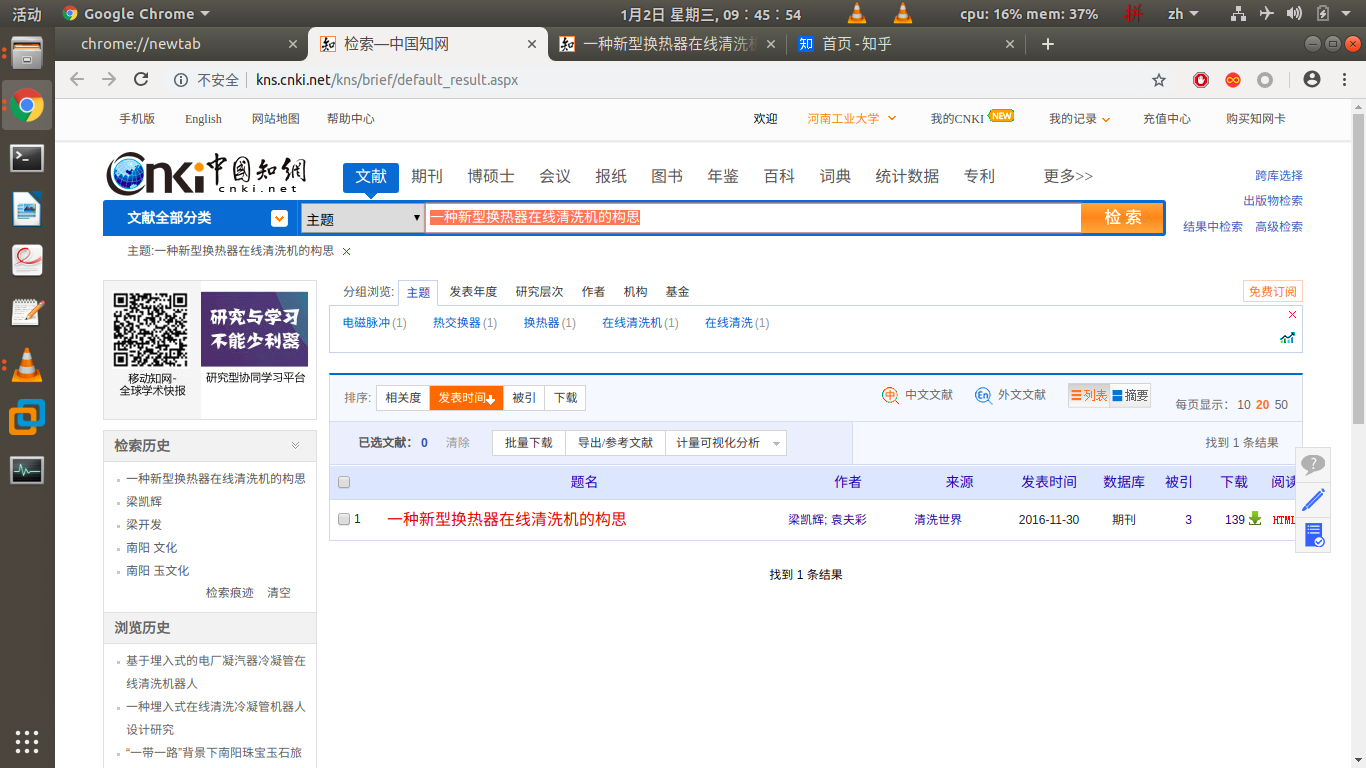 活动 Google Chrome 1月2日 星期三, 09:45:54 cpu: 16% mem: 37% 拼 zh
chrome://newtab 检索—中国知网 一种新型换热器在线清洗机 首页 - 知乎
不安全 kns.cnki.net/kns/brief/default_result.aspx
手机版 English 网站地图 帮助中心 欢迎 河南工业大学 我的CNKI NEW 我的记录 充值中心 购买知网卡
Cnki 中國知網 cnki.net
文献 期刊 博硕士 会议 报纸 图书 年鉴 百科 词典 统计数据 专利 更多>> 跨库选择
出版物检索
文献全部分类 主题 一种新型换热器在线清洗机的构思 检 索
结果中检索 高级检索
主题:一种新型换热器在线清洗机的构思
分组浏览: 主题 发表年度 研究层次 作者 机构 基金 免费订阅
电磁脉冲(1) 热交换器(1) 换热器(1) 在线清洗机(1) 在线清洗(1)
研究与学习
不能少利器
移动知网-
全球学术快报
研究型协同学习平台
排序: 相关度 发表时间 被引 下载 中 中文文献 En 外文文献 列表 摘要 每页显示: 10 20 50
已选文献: 0 清除 批量下载 导出/参考文献 计量可视化分析 找到 1 条结果
题名 作者 来源 发表时间 数据库 被引 下载 阅读
1 一种新型换热器在线清洗机的构思 梁凯辉; 袁夫彩 清洗世界 2016-11-30 期刊 3 139 HTML
找到 1 条结果
检索历史
一种新型换热器在线清洗机的构思
梁凯辉
梁开发
南阳 文化
南阳 玉文化
检索痕迹 清空
浏览历史
基于埋入式的电厂凝汽器冷凝管在
线清洗机器人
一种埋入式在线清洗冷凝管机器人
设计研究
“一带一路”背景下南阳珠宝玉石旅